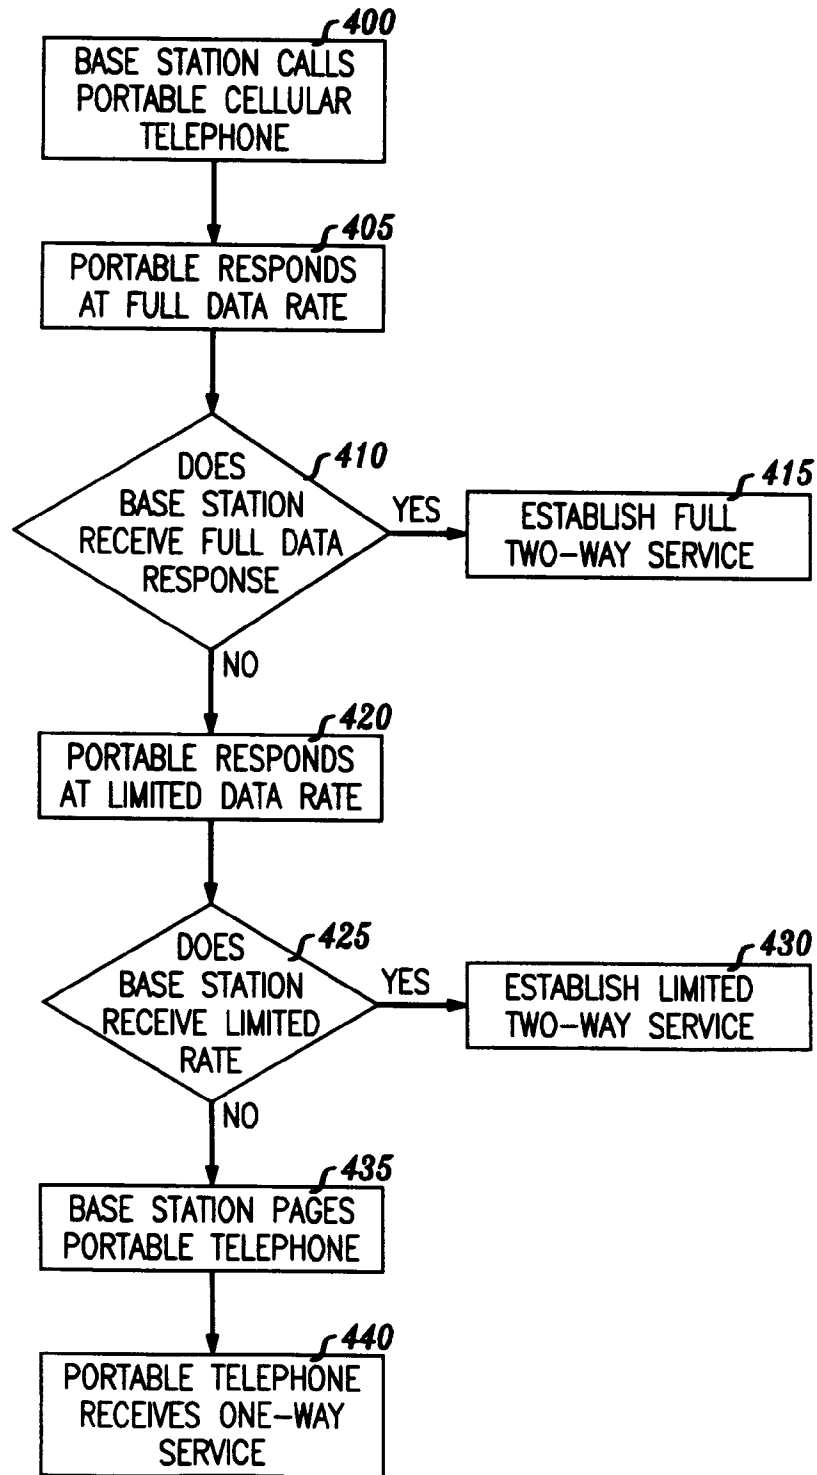 400
BASE STATION CALLS
PORTABLE CELLULAR
TELEPHONE
405
PORTABLE RESPONDS
AT FULL DATA RATE
410
DOES
BASE STATION
RECEIVE FULL DATA
RESPONSE
YES
415
ESTABLISH FULL
TWO-WAY SERVICE
NO
420
PORTABLE RESPONDS
AT LIMITED DATA RATE
425
DOES
BASE STATION
RECEIVE LIMITED
RATE
YES
430
ESTABLISH LIMITED
TWO-WAY SERVICE
NO
435
BASE STATION PAGES
PORTABLE TELEPHONE
440
PORTABLE TELEPHONE
RECEIVES ONE-WAY
SERVICE